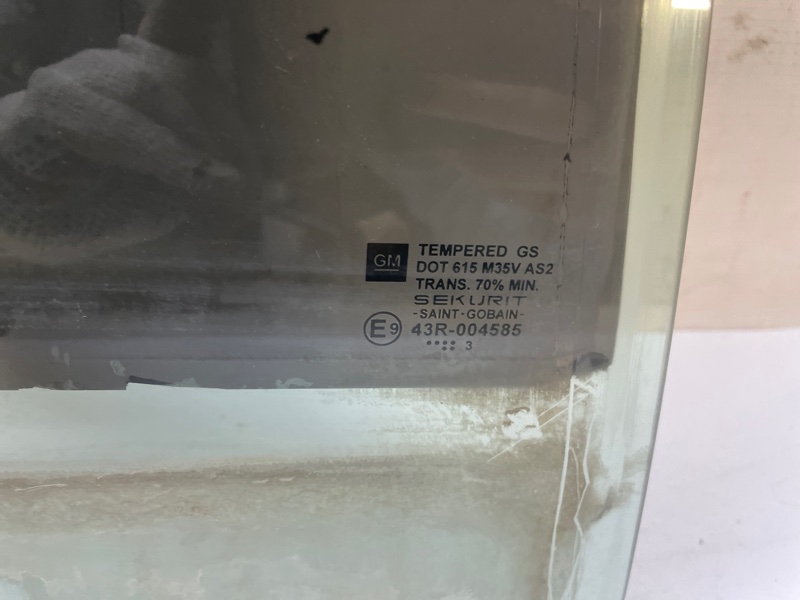 GM
TEMPERED GS
DOT 615 M35V AS2
TRANS. 70% MIN.
SEKURIT
-SAINT-GOBAIN-
E9 43R-004585
3